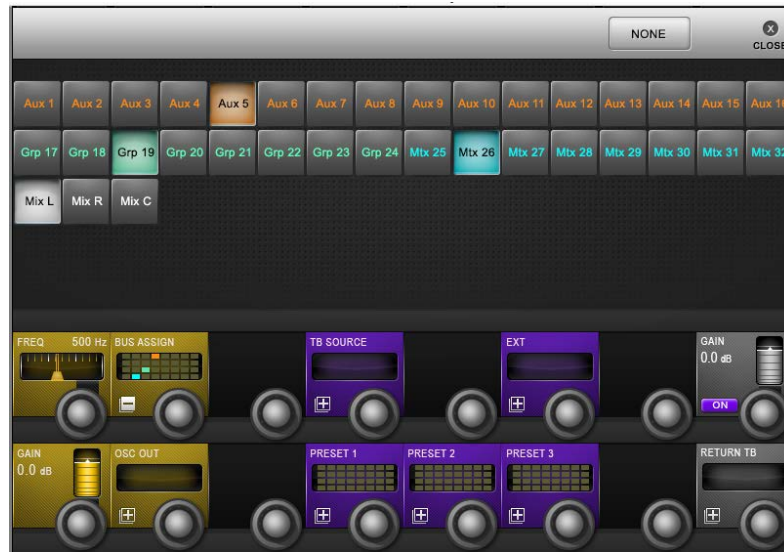 NONE
CLOSE
Aux 1 Aux 2 Aux 3 Aux 4 Aux 5 Aux 6 Aux 7 Aux 8 Aux 9 Aux 10 Aux 11 Aux 12 Aux 13 Aux 14 Aux 15 Aux 16
Grp 17 Grp 18 Grp 19 Grp 20 Grp 21 Grp 22 Grp 23 Grp 24 Mtx 25 Mtx 26 Mtx 27 Mtx 28 Mtx 29 Mtx 30 Mtx 31 Mtx 32
Mix L Mix R Mix C
FREQ 500 Hz BUS ASSIGN TB SOURCE EXT GAIN
0.0 dB
ON
GAIN OSC OUT PRESET 1 PRESET 2 PRESET 3 RETURN TB
0.0 dB